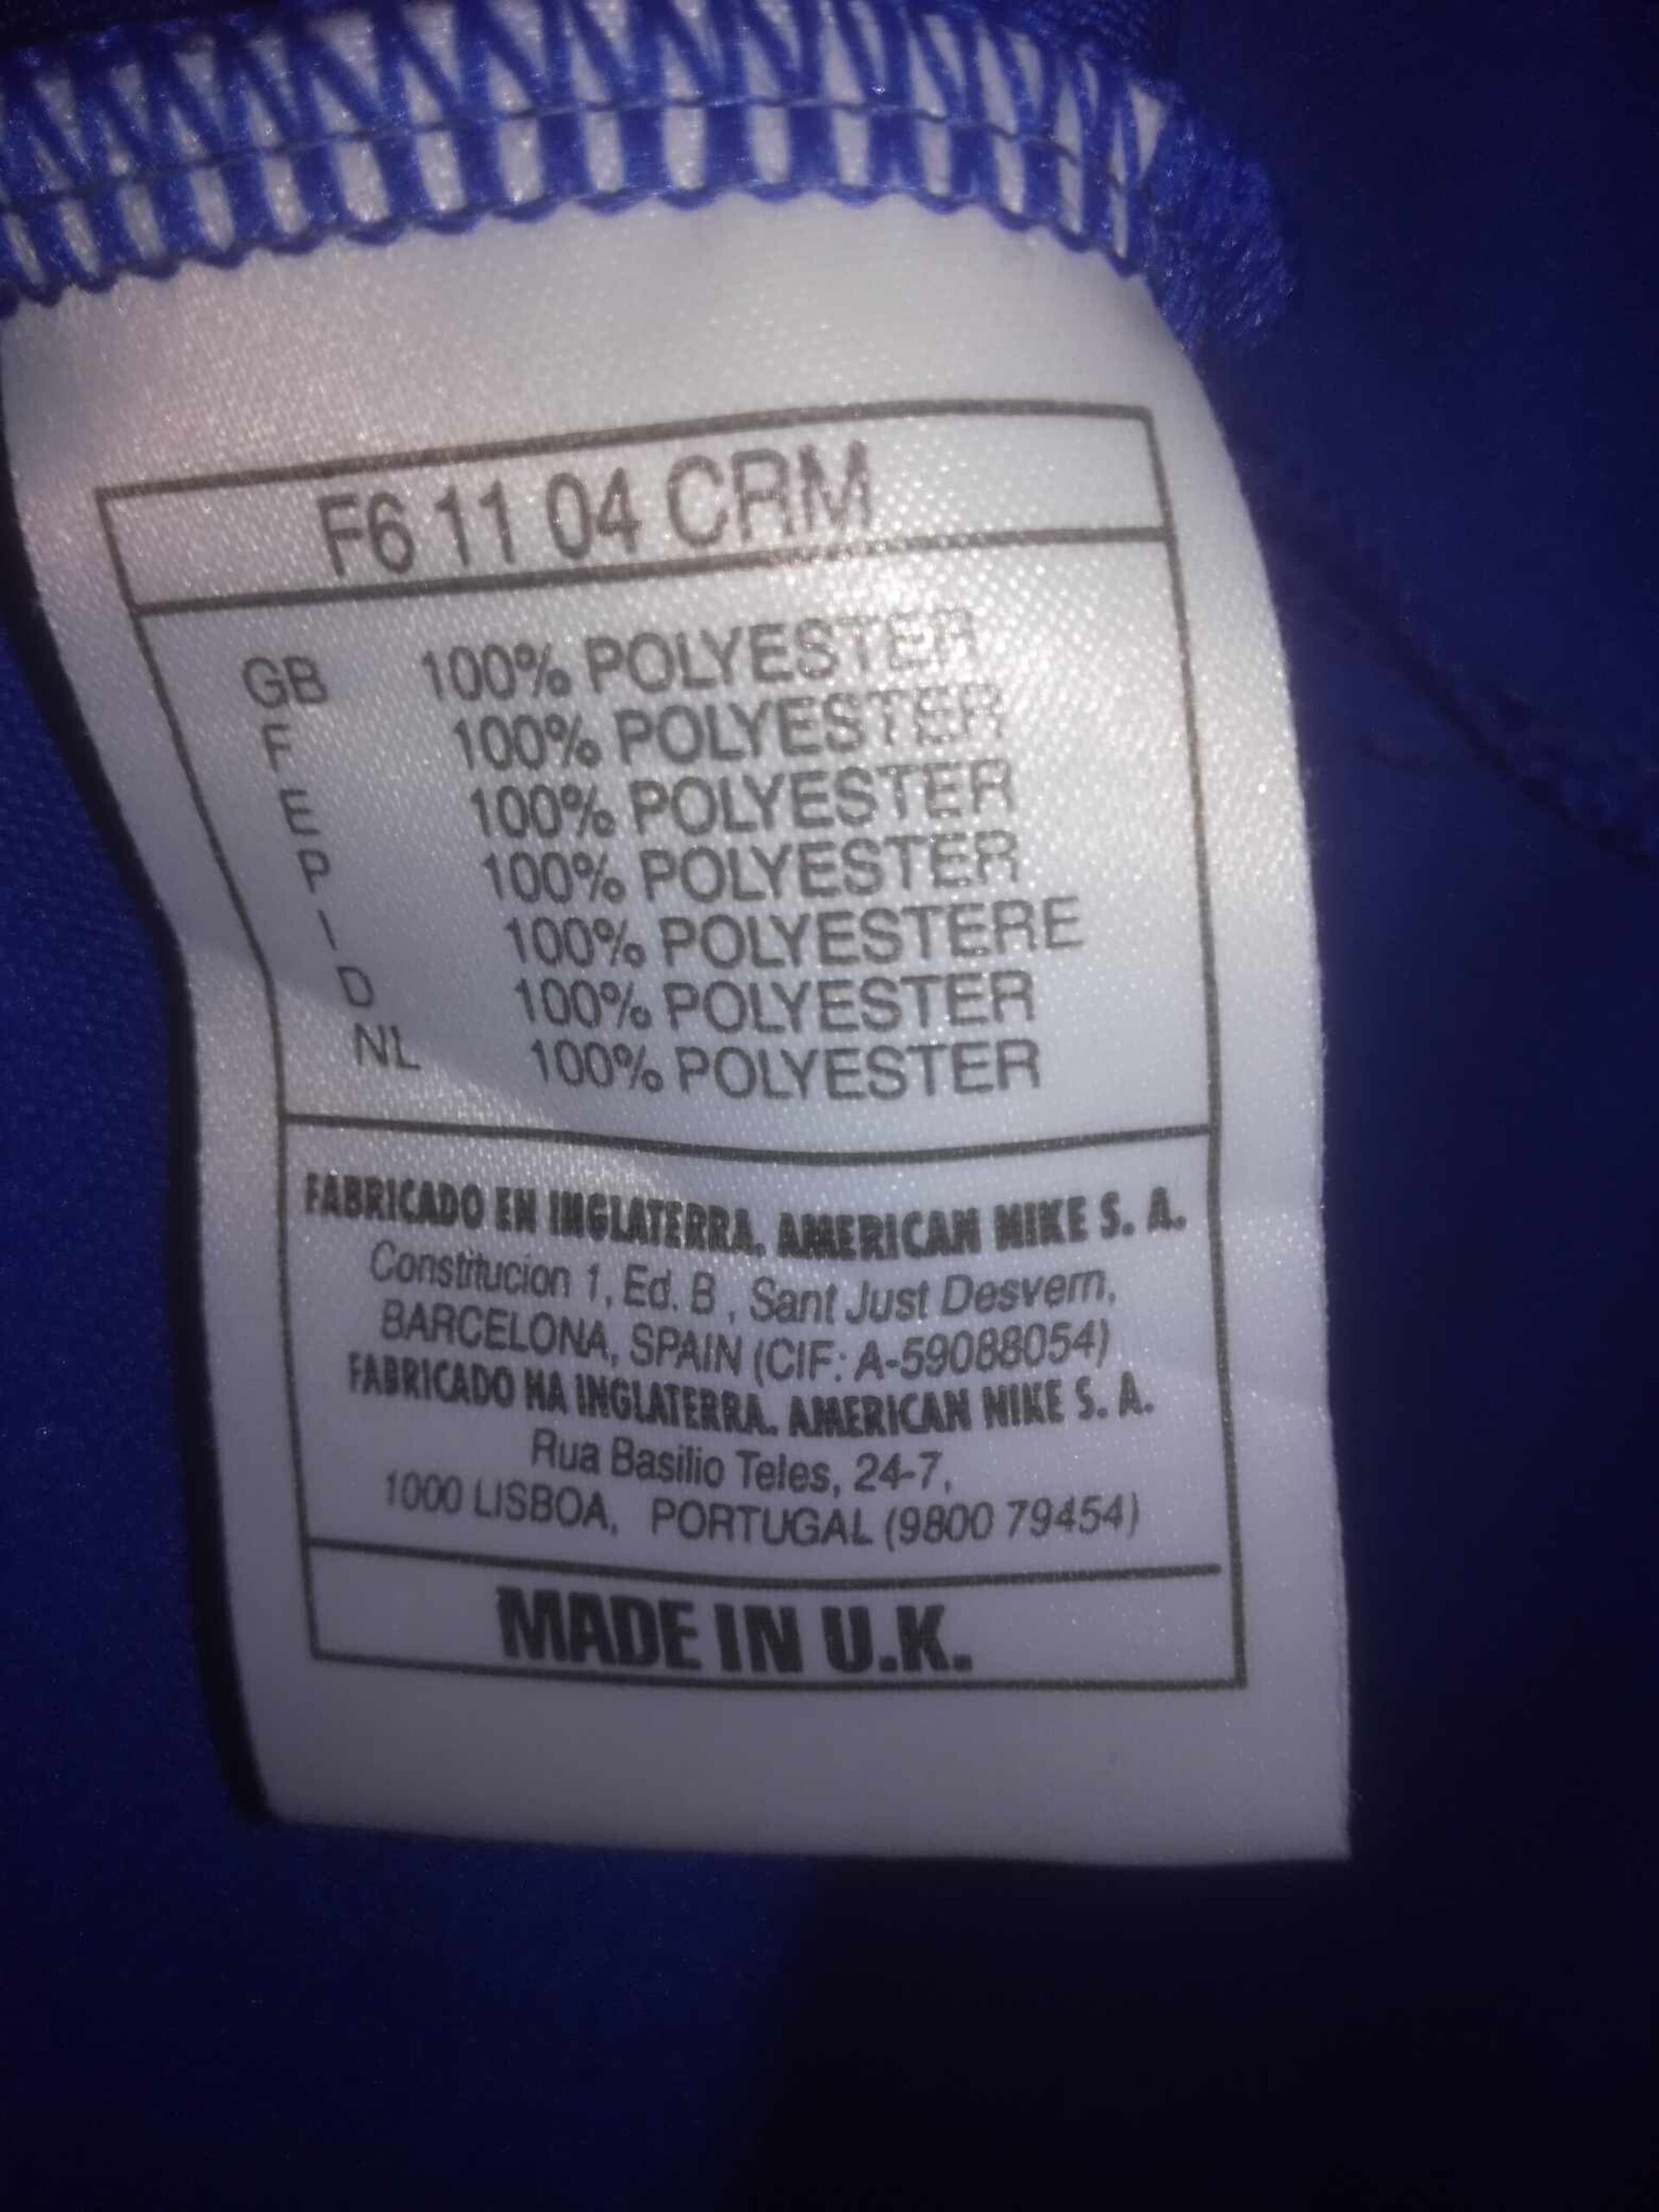 F6 11 04 CRM
GB 100% POLYESTER
F 100% POLYESTER
E 100% POLYESTER
P 100% POLYESTER
I 100% POLYESTERE
D 100% POLYESTER
NL 100% POLYESTER
FABRICADO EN INGLATERRA. AMERICAN NIKE S. A.
Constitucion 1, Ed. B , Sant Just Desvern,
BARCELONA, SPAIN (CIF: A-59088054)
FABRICADO NA INGLATERRA. AMERICAN NIKE S. A.
Rua Basilio Teles, 24-7,
1000 LISBOA, PORTUGAL (9800 79454)
MADE IN U.K.